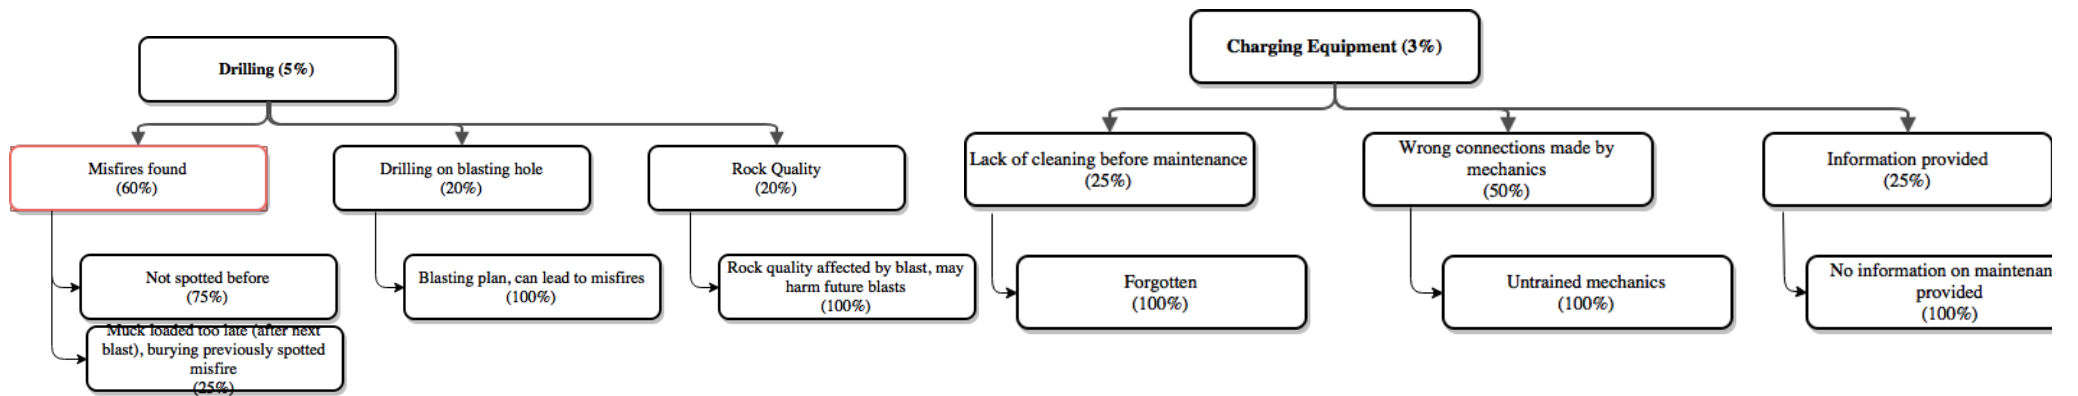 Drilling (5%)
Misfires found
(60%)
Drilling on blasting hole
(20%)
Rock Quality
(20%)
Not spotted before
(75%)
Muck loaded too late (after next
blast), burying previously spotted
misfire
(25%)
Blasting plan, can lead to misfires
(100%)
Rock quality affected by blast, may
harm future blasts
(100%)
Charging Equipment (3%)
Lack of cleaning before maintenance
(25%)
Wrong connections made by
mechanics
(50%)
Information provided
(25%)
Forgotten
(100%)
Untrained mechanics
(100%)
No information on maintenan
provided
(100%)